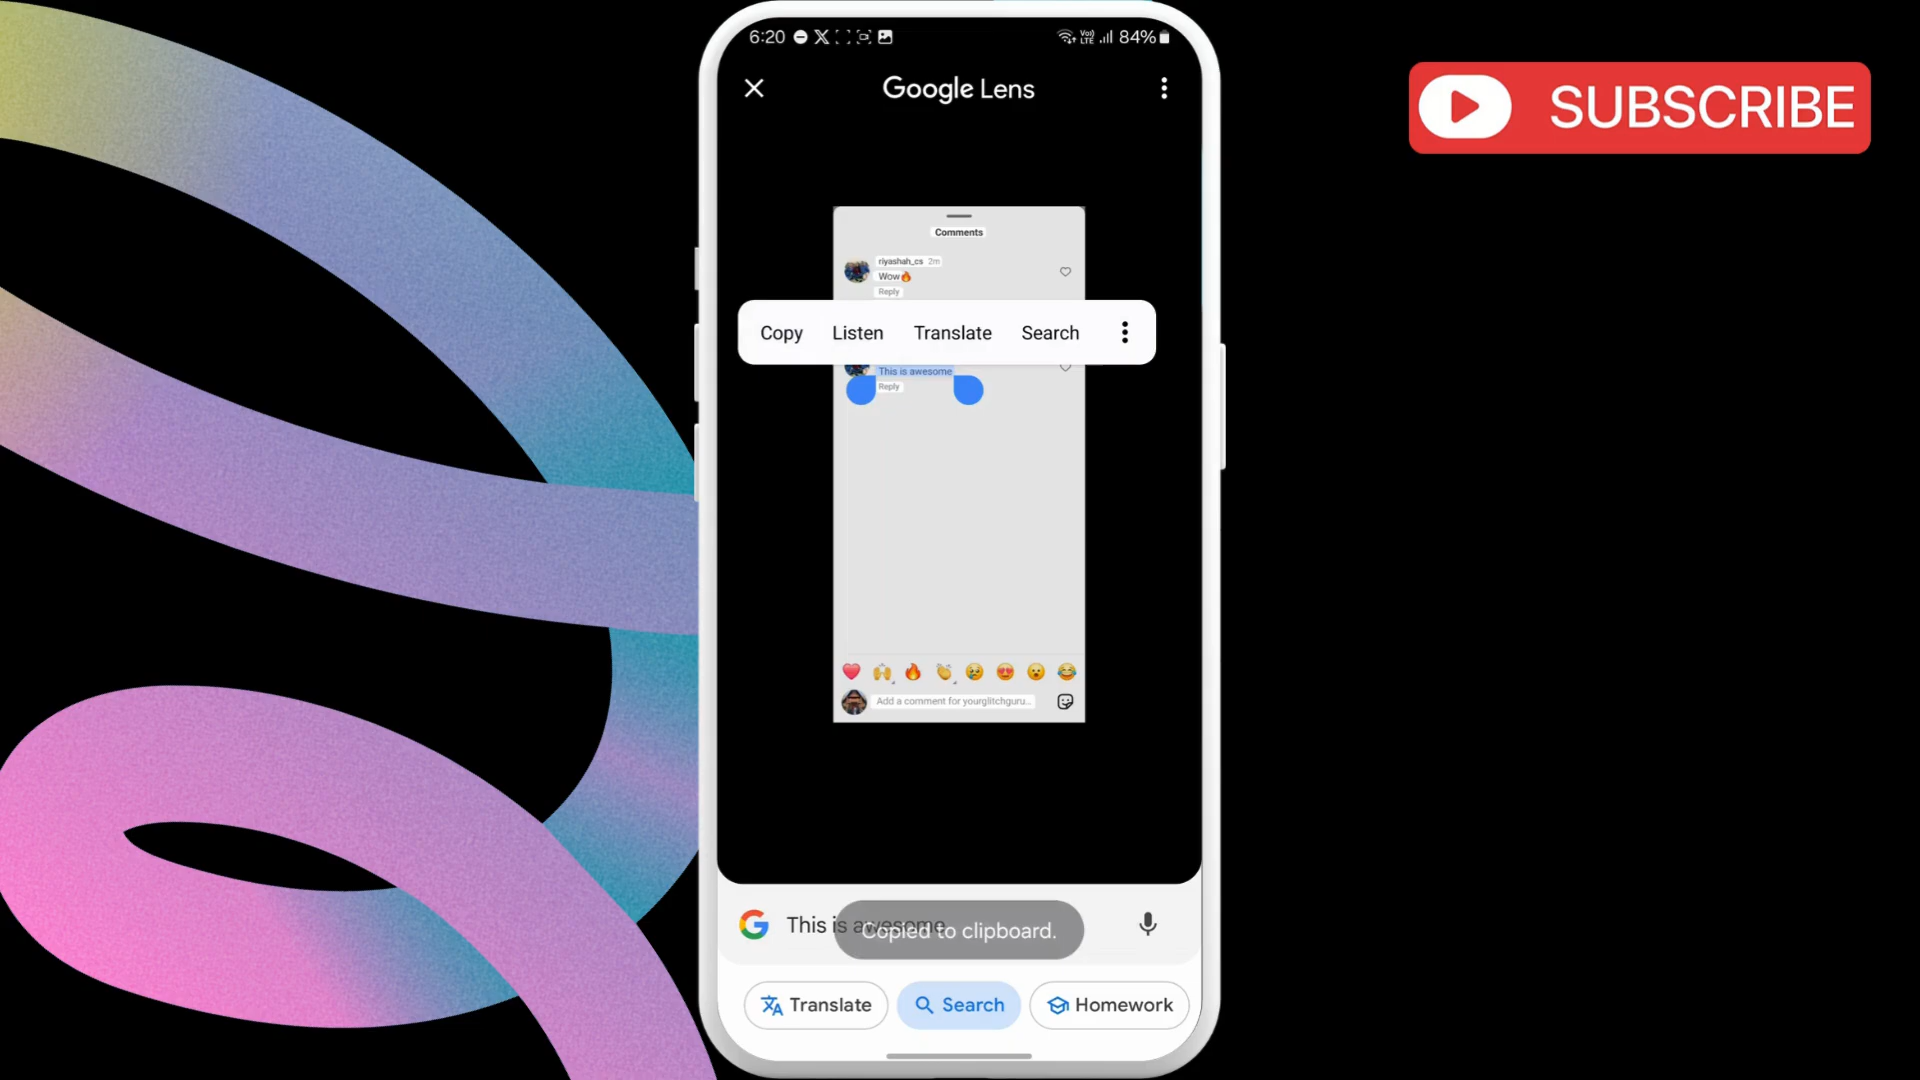 6:20 84%
Google Lens
SUBSCRIBE
Comments
riyashah_cs 2m
Wow🔥
Reply
Copy Listen Translate Search
This is awesome
Reply
❤️ 🙌 🔥 👏 😢 😍 😮 😂
Add a comment for yourglitchguru...
This is awesome
Copied to clipboard.
Translate Search Homework